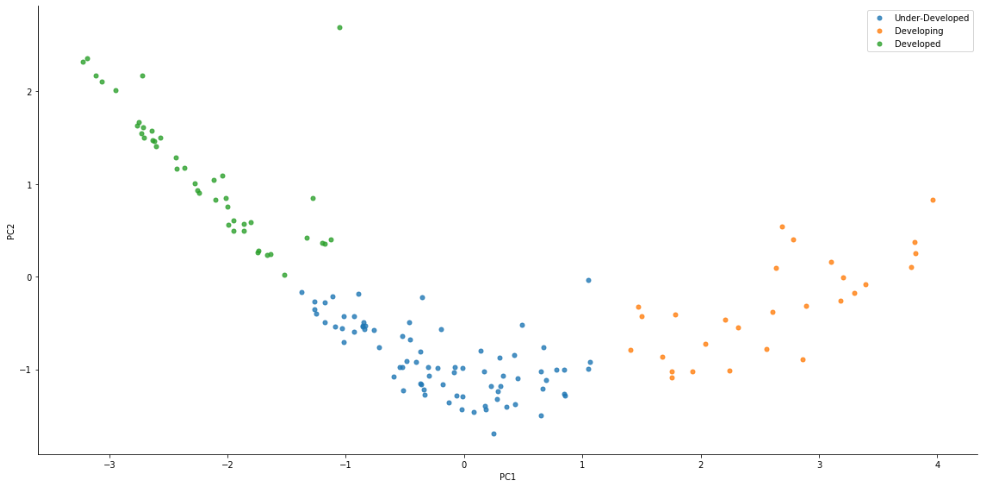 Under-Developed
Developing
Developed
PC2
2
1
0
−1
−3
−2
−1
0
1
2
3
4
PC1